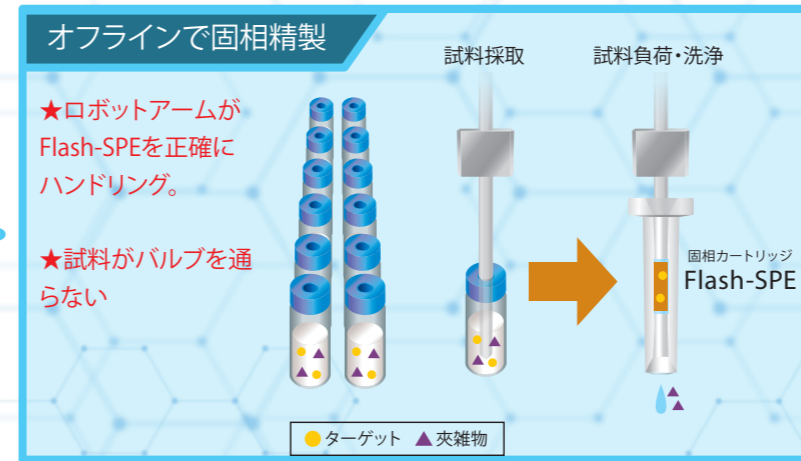 オフラインで固相精製
★ロボットアームが
Flash-SPEを正確に
ハンドリング。
★試料がバルブを通
らない
試料採取
試料負荷・洗浄
固相カートリッジ
Flash-SPE
ターゲット ▲夾雑物